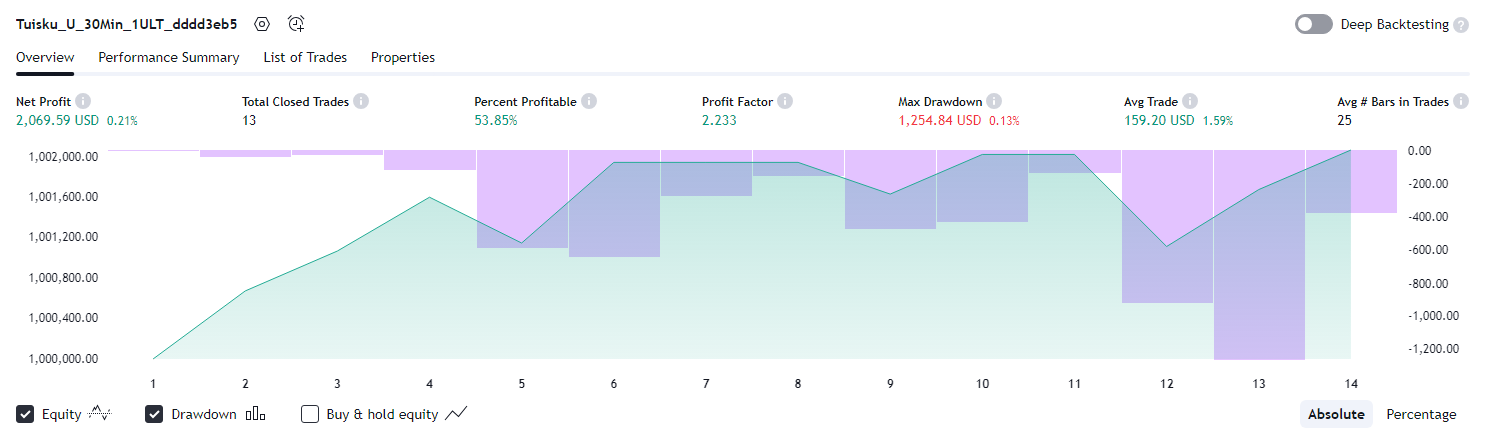 Tuisku_U_30Min_1ULT_dddd3eb5
Deep Backtesting ?
Overview Performance Summary List of Trades Properties
Net Profit i Total Closed Trades i Percent Profitable i Profit Factor i Max Drawdown i Avg Trade i Avg # Bars in Trades i
2,069.59 USD 0.21% 13 53.85% 2.233 1,254.84 USD 0.13% 159.20 USD 1.59% 25
1,002,000.00 0.00
1,001,600.00 -200.00
1,001,200.00 -400.00
1,000,800.00 -600.00
1,000,400.00 -800.00
1,000,000.00 -1,000.00
-1,200.00
1 2 3 4 5 6 7 8 9 10 11 12 13 14
Equity Drawdown Buy & hold equity Absolute Percentage